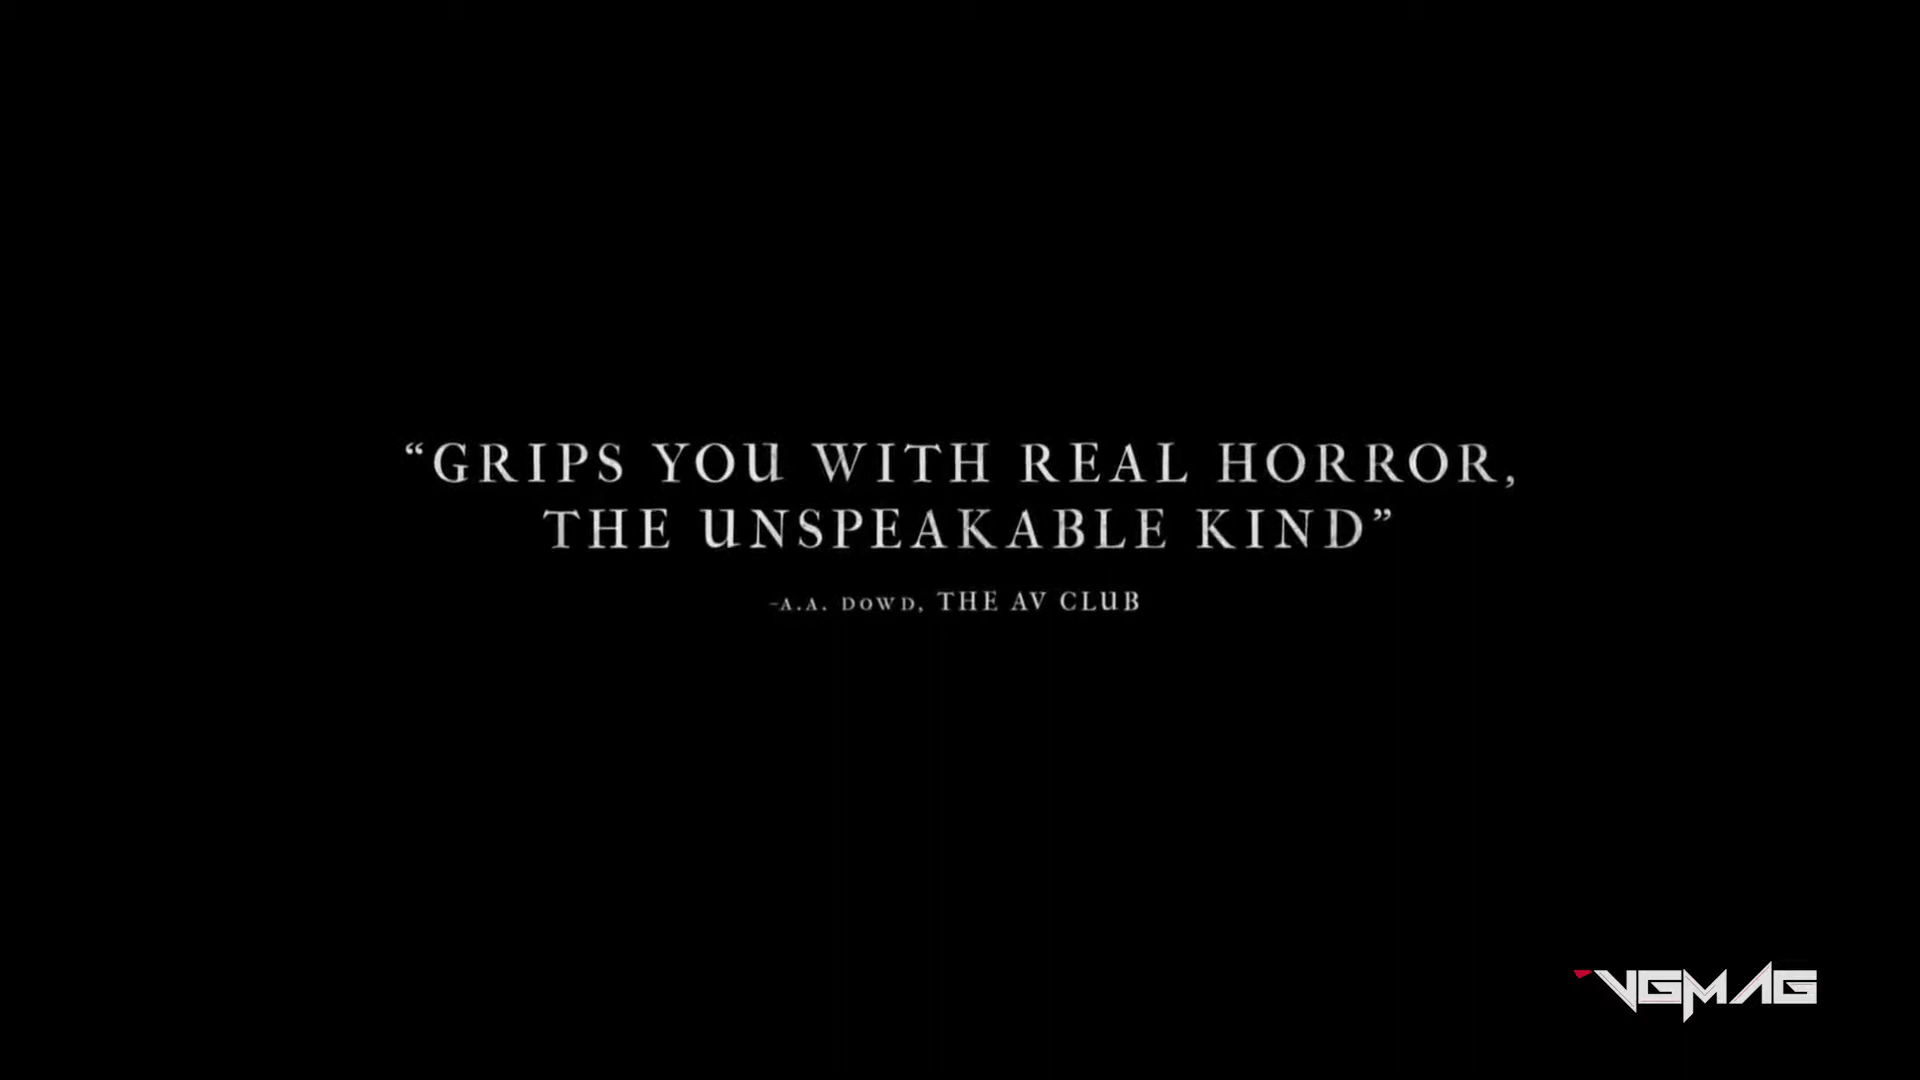 “GRIPS YOU WITH REAL HORROR,
THE UNSPEAKABLE KIND”
-A.A. DOWD, THE AV CLUB
VGMAG